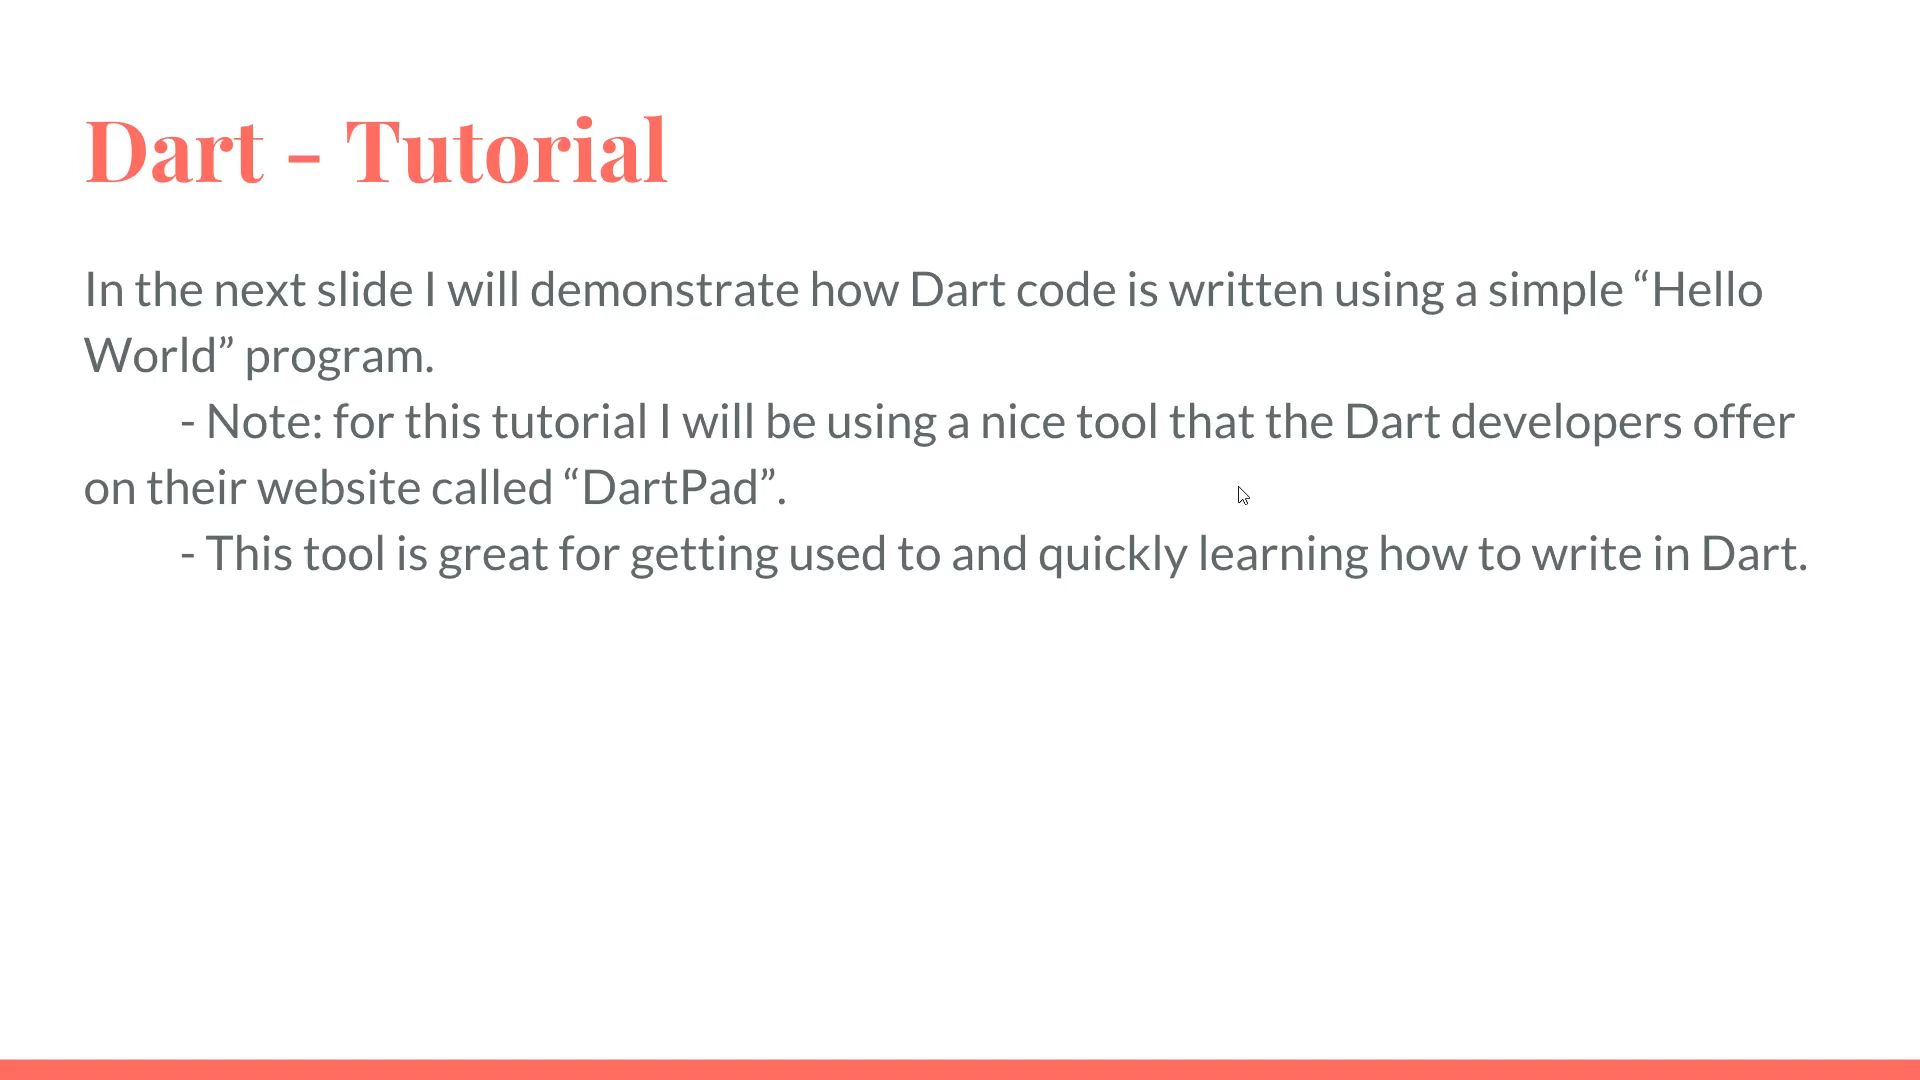 Dart - Tutorial
In the next slide I will demonstrate how Dart code is written using a simple “Hello
World” program.
- Note: for this tutorial I will be using a nice tool that the Dart developers offer
on their website called “DartPad”.
- This tool is great for getting used to and quickly learning how to write in Dart.